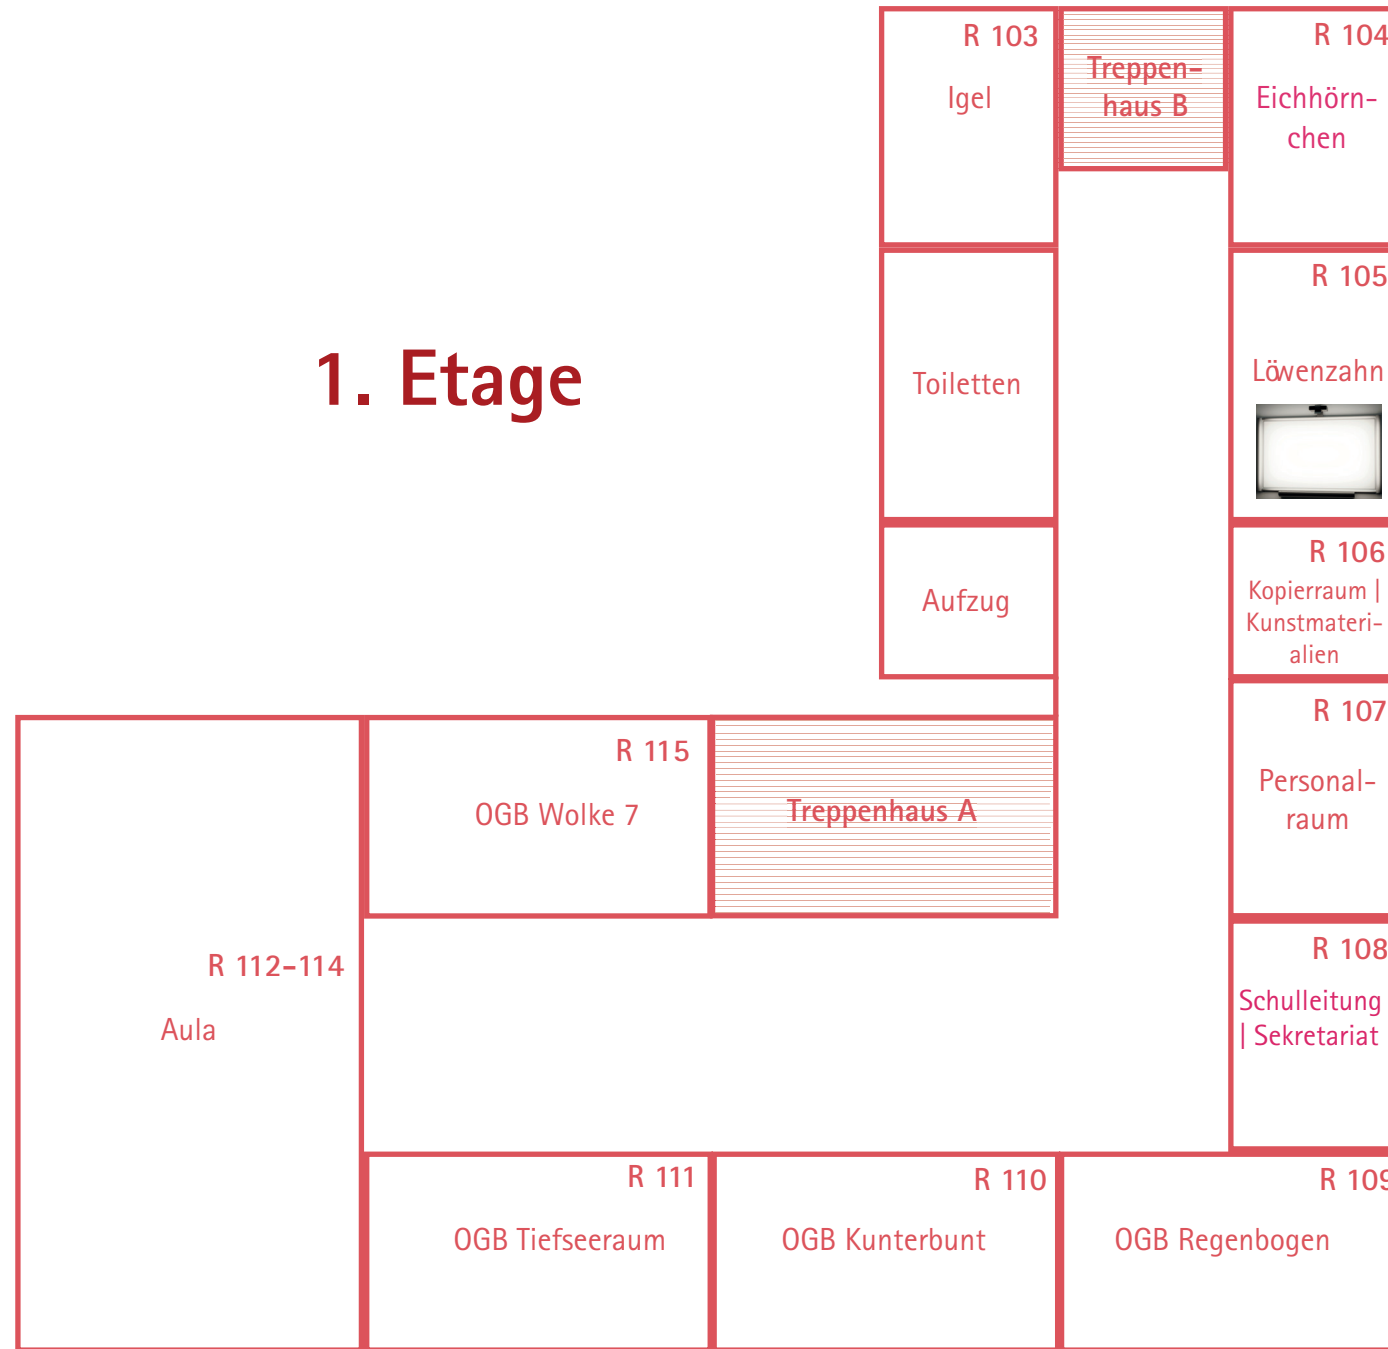 R 103
Igel
Treppen-
haus B
R 104
Eichhörn-
chen
1. Etage
Toiletten
R 105
Löwenzahn
Aufzug
R 106
Kopierraum |
Kunstmateri-
alien
R 107
Personal-
raum
R 115
OGB Wolke 7
Treppenhaus A
R 112-114
Aula
R 108
Schulleitung
| Sekretariat
R 111
OGB Tiefseeraum
R 110
OGB Kunterbunt
R 109
OGB Regenbogen